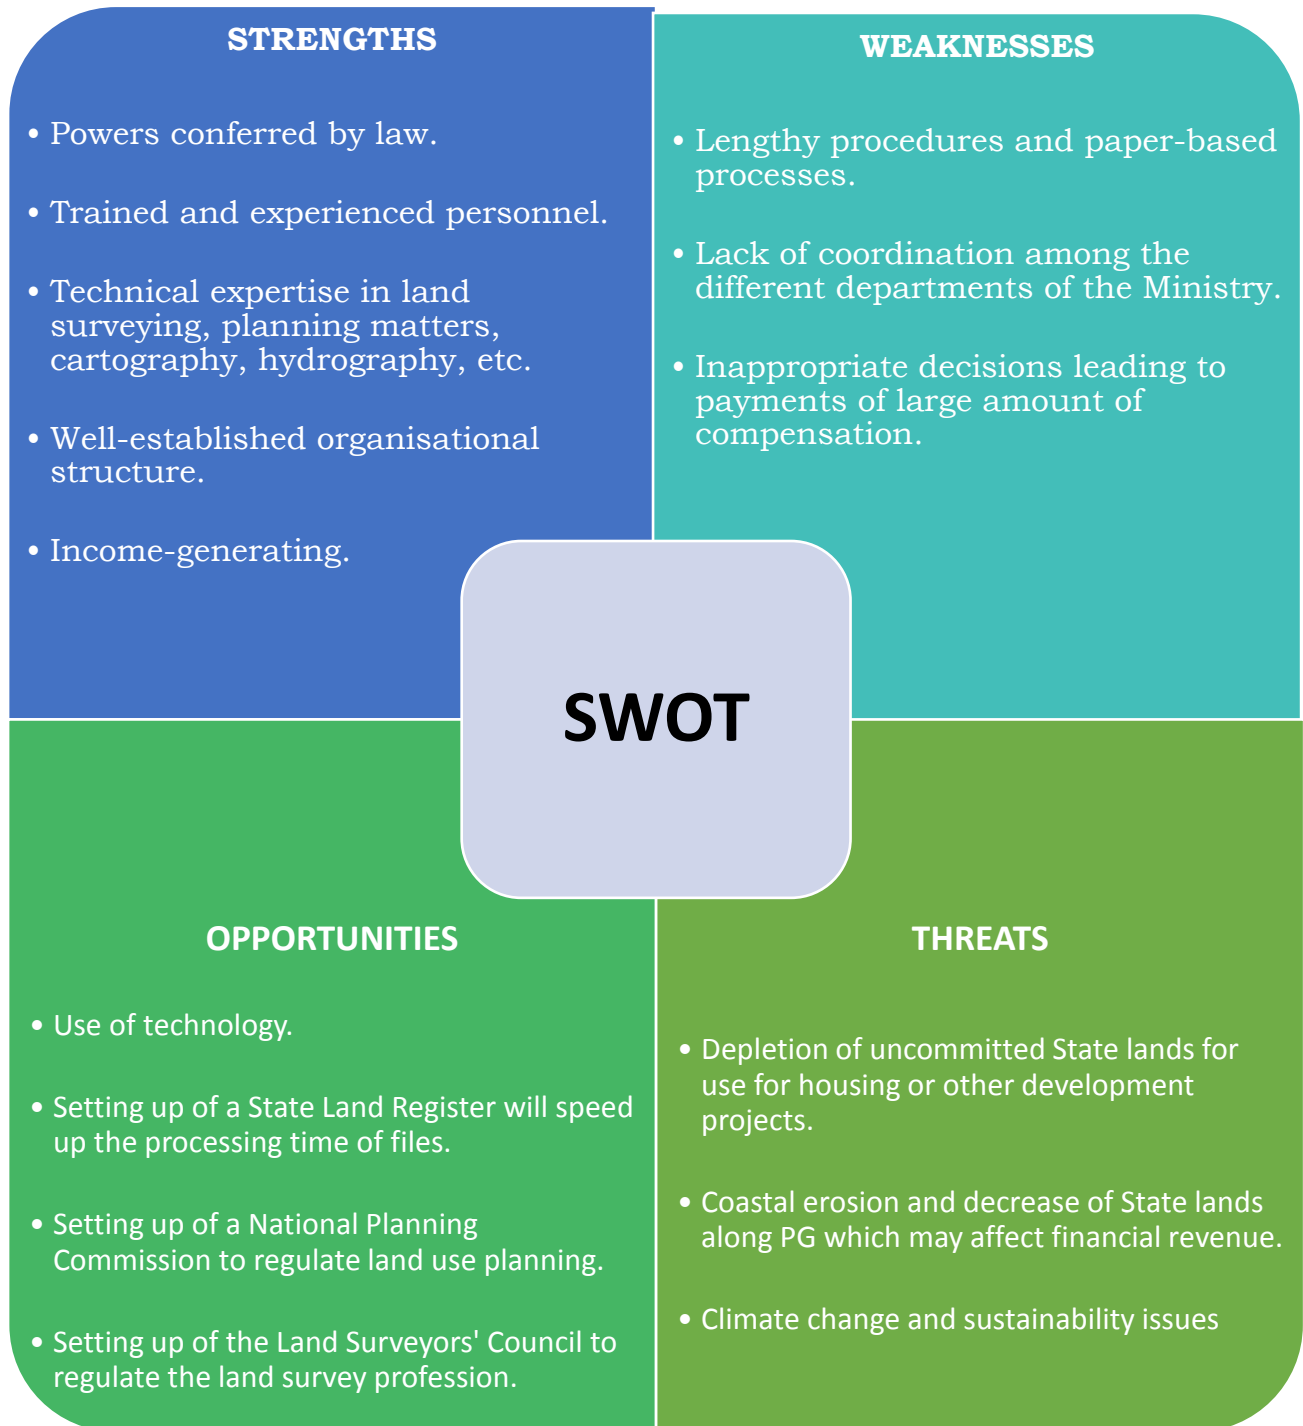 STRENGTHS
• Powers conferred by law.
• Trained and experienced personnel.
• Technical expertise in land
surveying, planning matters,
cartography, hydrography, etc.
• Well-established organisational
structure.
• Income-generating.
WEAKNESSES
• Lengthy procedures and paper-based
processes.
• Lack of coordination among the
different departments of the Ministry.
• Inappropriate decisions leading to
payments of large amount of
compensation.
SWOT
OPPORTUNITIES
• Use of technology.
• Setting up of a State Land Register will speed
up the processing time of files.
• Setting up of a National Planning
Commission to regulate land use planning.
• Setting up of the Land Surveyors' Council to
regulate the land survey profession.
THREATS
• Depletion of uncommitted State lands for
use for housing or other development
projects.
• Coastal erosion and decrease of State lands
along PG which may affect financial revenue.
• Climate change and sustainability issues